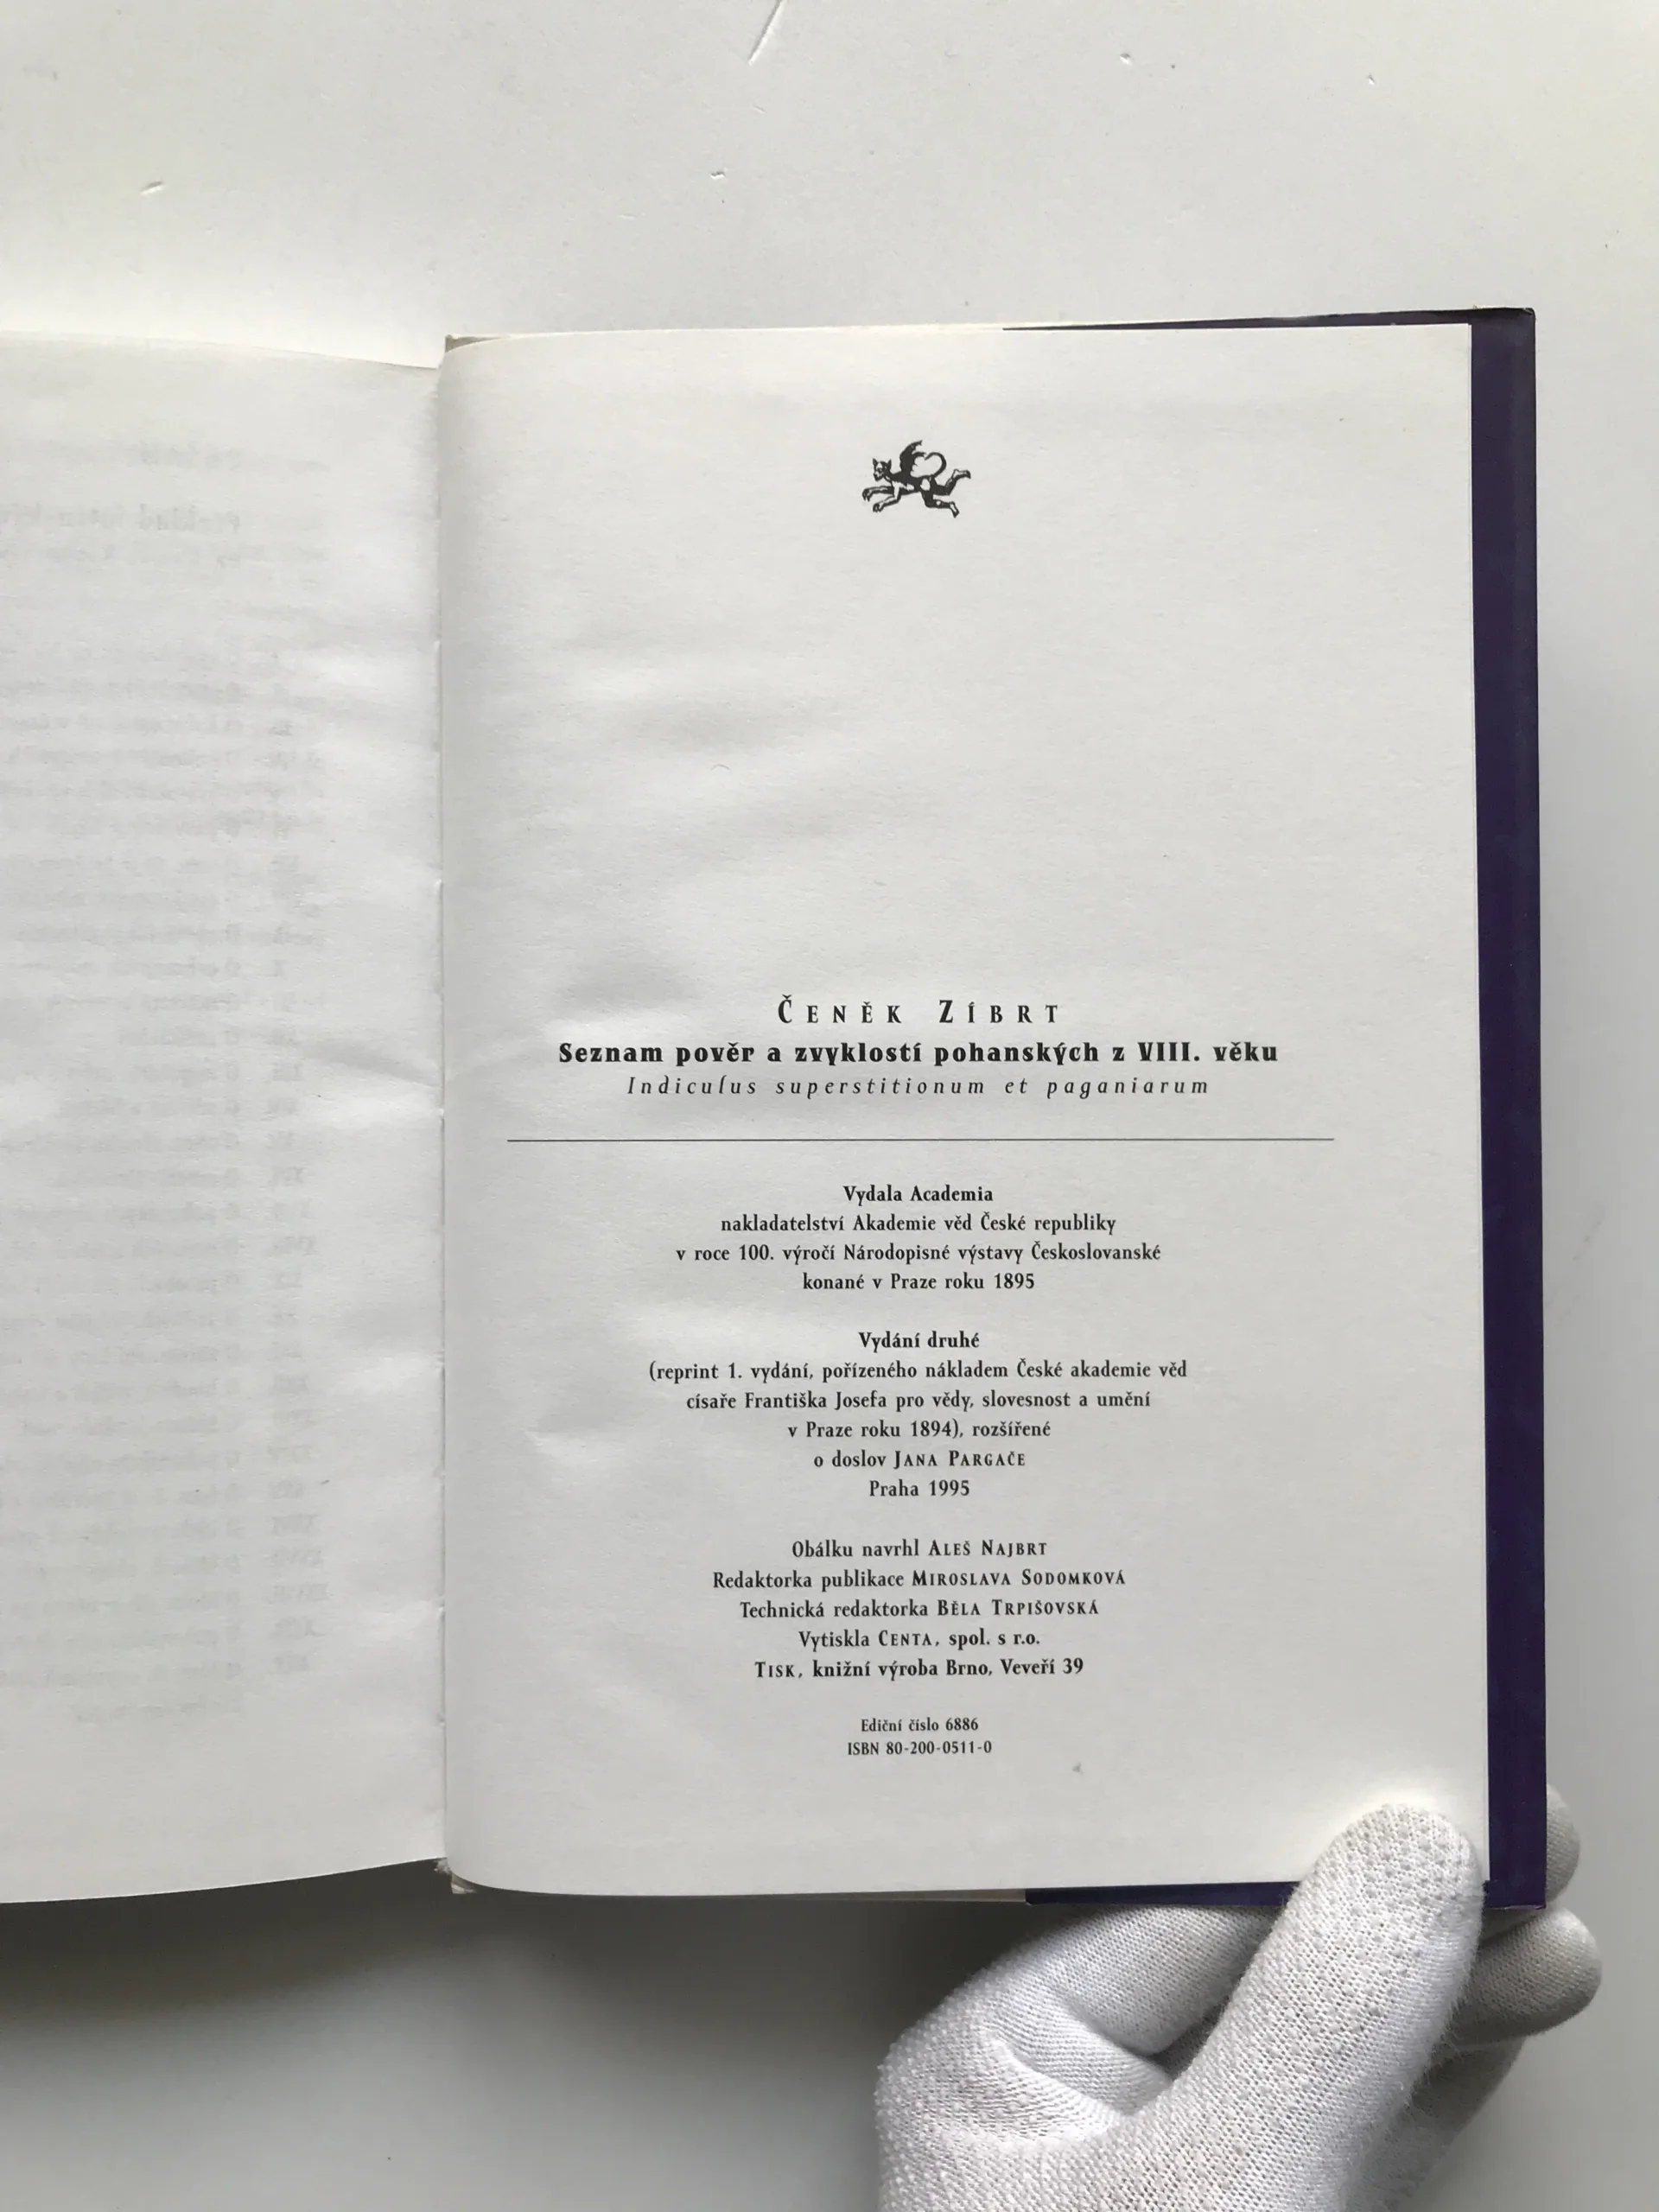 Čeněk Zíbrt
Seznam pověr a zvyklostí pohanských z VIII. věku
Indiculus superstitionum et paganiarum
Vydala Academia
nakladatelství Akademie věd České republiky
v roce 100. výročí Národopisné výstavy Českoslovanské
konané v Praze roku 1895
Vydání druhé
(reprint 1. vydání, pořízeného nákladem České akademie věd
císaře Františka Josefa pro vědy, slovesnost a umění
v Praze roku 1894), rozšířené
o doslov Jana Pargače
Praha 1995
Obálku navrhl Aleš Najbrt
Redaktorka publikace Miroslava Sodomková
Technická redaktorka Běla Trpišovská
Vytiskla Centa, spol. s r.o.
Tisk, knižní výroba Brno, Veveří 39
Ediční číslo 6886
ISBN 80-200-0511-0